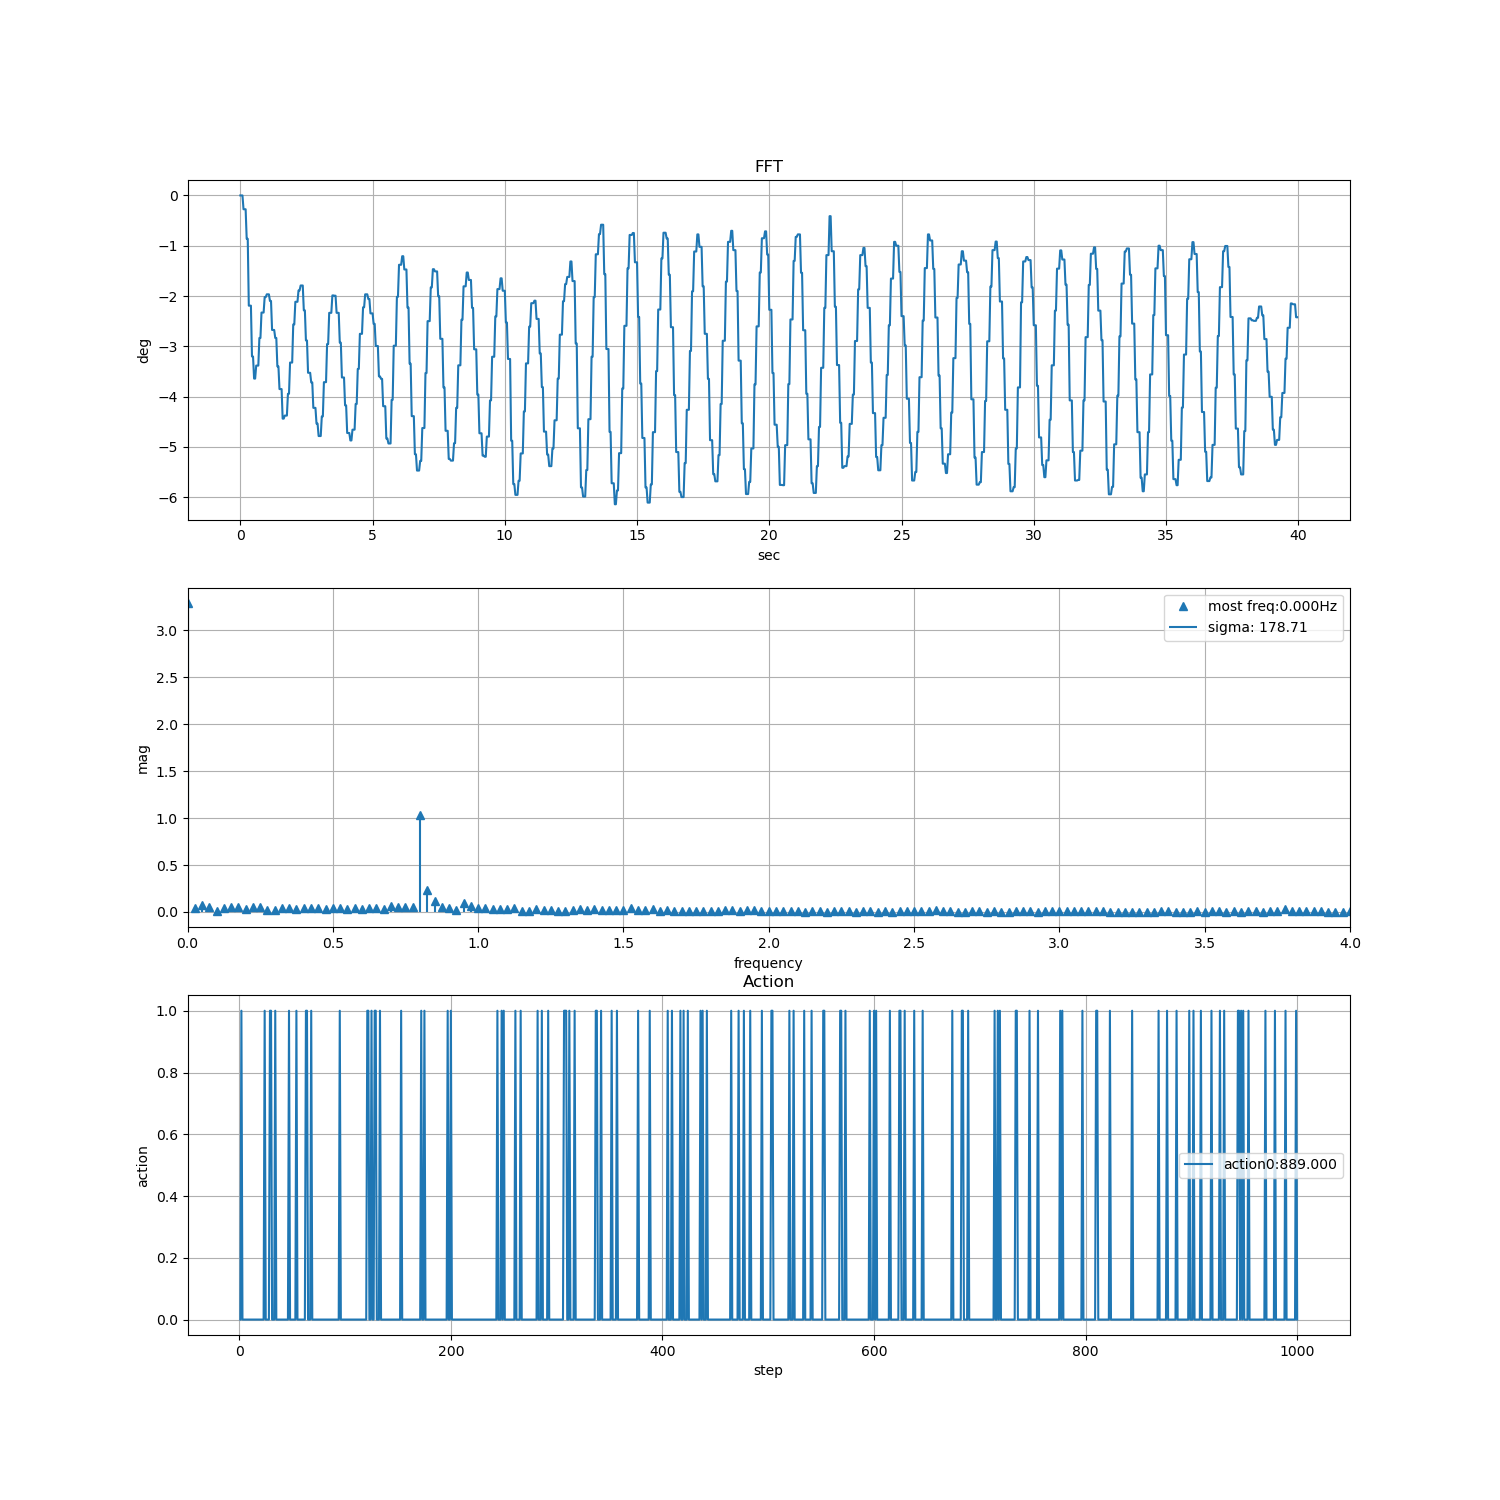 FFT
0
−1
−2
−3
−4
−5
−6
deg
0 5 10 15 20 25 30 35 40
sec
most freq:0.000Hz
sigma: 178.71
3.0
2.5
2.0
1.5
1.0
0.5
0.0
mag
0.0 0.5 1.0 1.5 2.0 2.5 3.0 3.5 4.0
frequency
Action
1.0
0.8
0.6
0.4
0.2
0.0
action
action0:889.000
0 200 400 600 800 1000
step